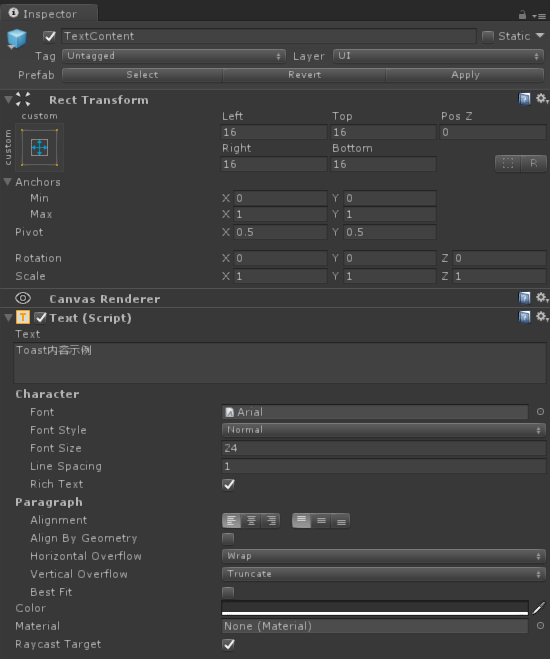 Inspector
TextContent Static
Tag Untagged Layer UI
Prefab Select Revert Apply
Rect Transform
custom Left Top Pos Z
custom
16 16 0
Right Bottom
16 16 R
Anchors
Min X 0 Y 0
Max X 1 Y 1
Pivot X 0.5 Y 0.5
Rotation X 0 Y 0 Z 0
Scale X 1 Y 1 Z 1
Canvas Renderer
T Text (Script)
Text
Toast内容示例
Character
Font Arial
Font Style Normal
Font Size 24
Line Spacing 1
Rich Text
Paragraph
Alignment
Align By Geometry
Horizontal Overflow Wrap
Vertical Overflow Truncate
Best Fit
Color
Material None (Material)
Raycast Target